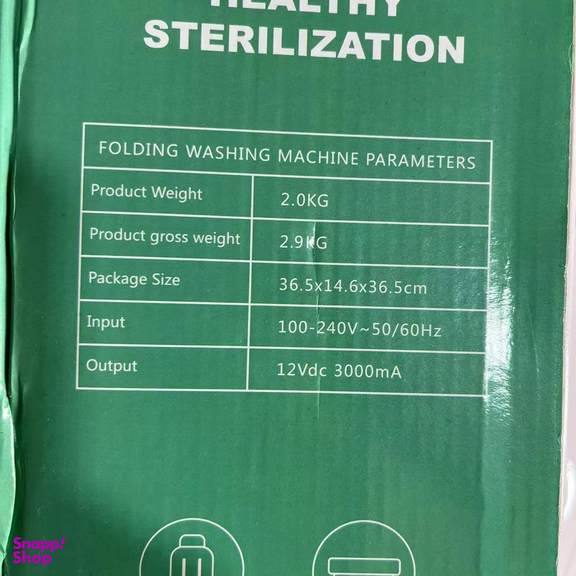 HEALTHY
STERILIZATION
FOLDING WASHING MACHINE PARAMETERS
Product Weight 2.0KG
Product gross weight 2.9KG
Package Size 36.5x14.6x36.5cm
Input 100-240V~50/60Hz
Output 12Vdc 3000mA
Snapp!
Shop